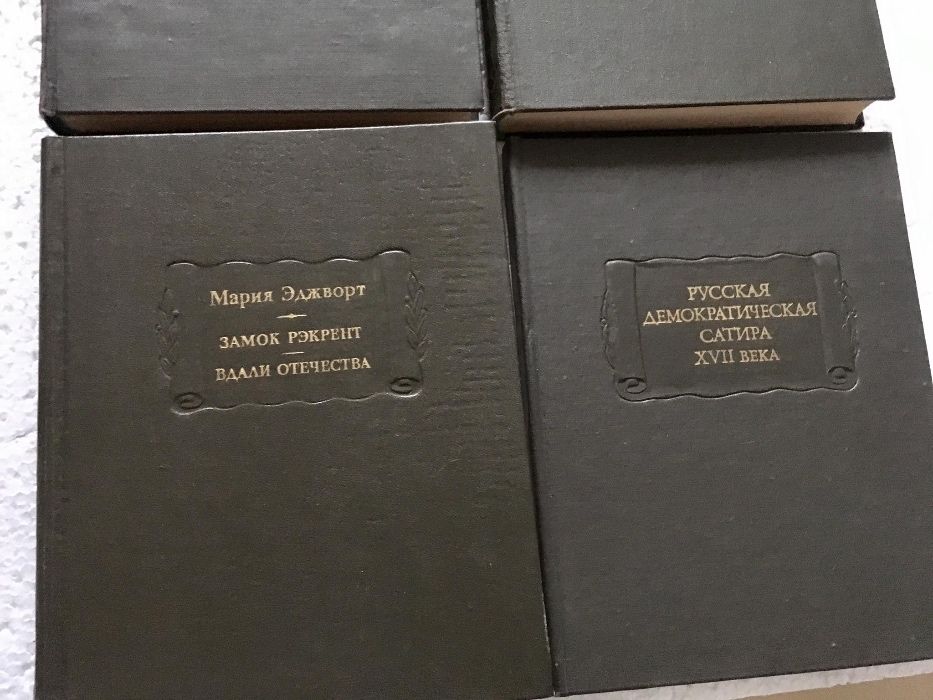 Мария Эджворт
ЗАМОК РЭКРЕНТ
ВДАЛИ ОТЕЧЕСТВА
РУССКАЯ
ДЕМОКРАТИЧЕСКАЯ
САТИРА
XVII ВЕКА